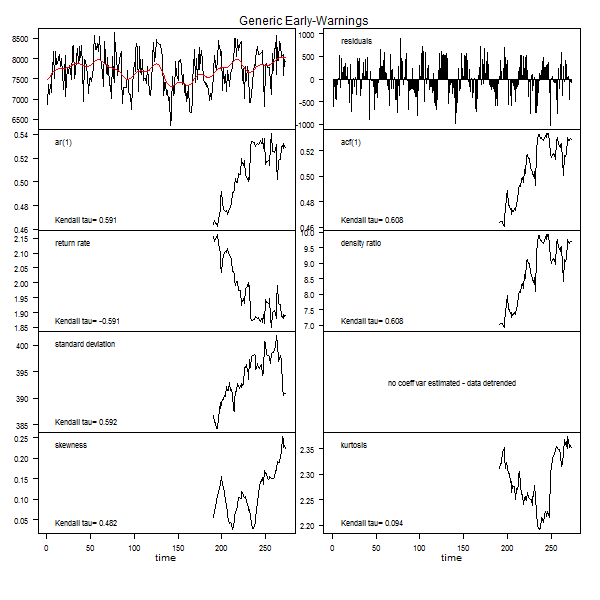 Generic Early-Warnings
8500
8000
7500
7000
6500
1000
500
0
-500
-1000
residuals
0.54
0.52
0.50
0.48
0.46
ar(1)
Kendall tau= 0.591
0.52
0.50
0.48
0.46
acf(1)
Kendall tau= 0.608
2.15
2.10
2.05
2.00
1.95
1.90
1.85
return rate
Kendall tau= -0.591
10.0
9.5
9.0
8.5
8.0
7.5
7.0
density ratio
Kendall tau= 0.608
400
395
390
385
standard deviation
Kendall tau= 0.592
no coeff var estimated - data detrended
0.25
0.20
0.15
0.10
0.05
skewness
Kendall tau= 0.482
2.35
2.30
2.25
2.20
kurtosis
Kendall tau= 0.094
0 50 100 150 200 250
0 50 100 150 200 250
time
time